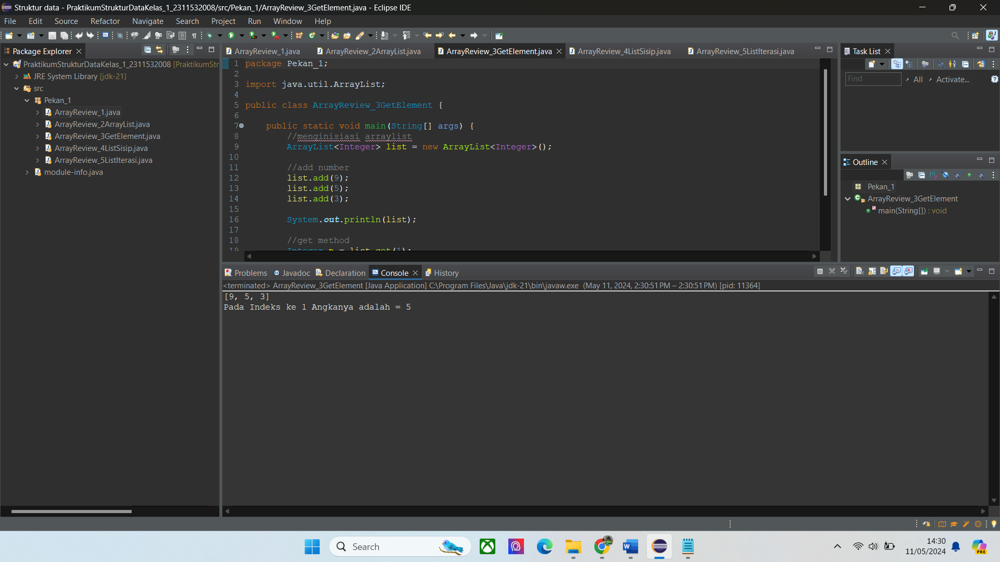 Struktur data - PraktikumStrukturDataKelas_1_2311532008/src/Pekan_1/ArrayReview_3GetElement.java - Eclipse IDE
File Edit Source Refactor Navigate Search Project Run Window Help
Package Explorer
PraktikumStrukturDataKelas_1_2311532008 [PraktikumStr
JRE System Library [jdk-21]
src
Pekan_1
ArrayReview_1.java
ArrayReview_2ArrayList.java
ArrayReview_3GetElement.java
ArrayReview_4ListSisip.java
ArrayReview_5ListIterasi.java
module-info.java
ArrayReview_1.java ArrayReview_2ArrayList.java ArrayReview_3GetElement.java ArrayReview_4ListSisip.java ArrayReview_5ListIterasi.java
1 package Pekan_1;
2
3 import java.util.ArrayList;
4
5 public class ArrayReview_3GetElement {
6
7 public static void main(String[] args) {
8 //menginisiasi arraylist
9 ArrayList<Integer> list = new ArrayList<Integer>();
10
11 //add number
12 list.add(9);
13 list.add(5);
14 list.add(3);
15
16 System.out.println(list);
17
18 //get method
19 Integer n = list.get(1);
Task List
Find All Activate...
Outline
Pekan_1
ArrayReview_3GetElement
main(String[]) : void
Problems Javadoc Declaration Console History
<terminated> ArrayReview_3GetElement [Java Application] C:\Program Files\Java\jdk-21\bin\javaw.exe (May 11, 2024, 2:30:51 PM – 2:30:51 PM) [pid: 11364]
[9, 5, 3]
Pada Indeks ke 1 Angkanya adalah = 5
Search
14:30
11/05/2024
PRE